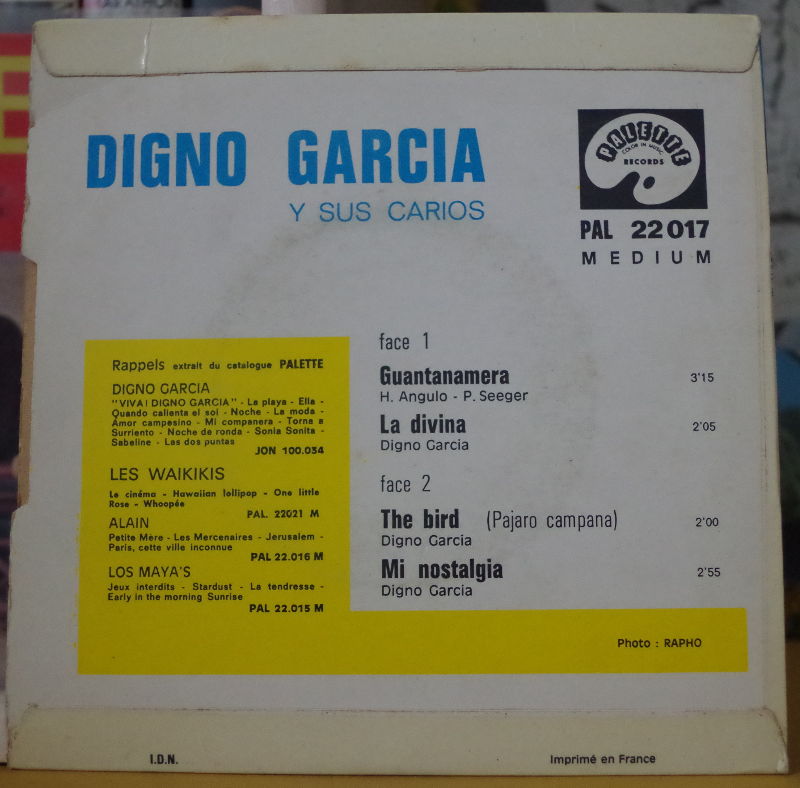 DIGNO GARCIA
Y SUS CARIOS
PALETTE
COLOR IN MUSIC
RECORDS
PAL 22017
MEDIUM
face 1
Guantanamera 3'15
H. Angulo - P. Seeger
La divina 2'05
Digno Garcia
face 2
The bird (Pajaro campana) 2'00
Digno Garcia
Mi nostalgia 2'55
Digno Garcia
Rappels extrait du catalogue PALETTE
DIGNO GARCIA
"VIVA! DIGNO GARCIA" - La playa - Ella -
Quando calienta el sol - Noche - La moda -
Amor campesino - Mi companera - Torna a
Surriento - Noche de ronda - Sonia Sonita -
Sabeline - Las dos puntas
JON 100.054
LES WAIKIKIS
Le cinéma - Hawaiian lollipop - One little
Rose - Whoopée
PAL. 22021 M
ALAIN
Petite Mère - Les Mercenaires - Jerusalem -
Paris, cette ville inconnue
PAL 22.016 M
LOS MAYA'S
Jeux interdits - Stardust - La tendresse -
Early in the morning Sunrise
PAL 22.015 M
Photo : RAPHO
I.D.N.
Imprimé en France